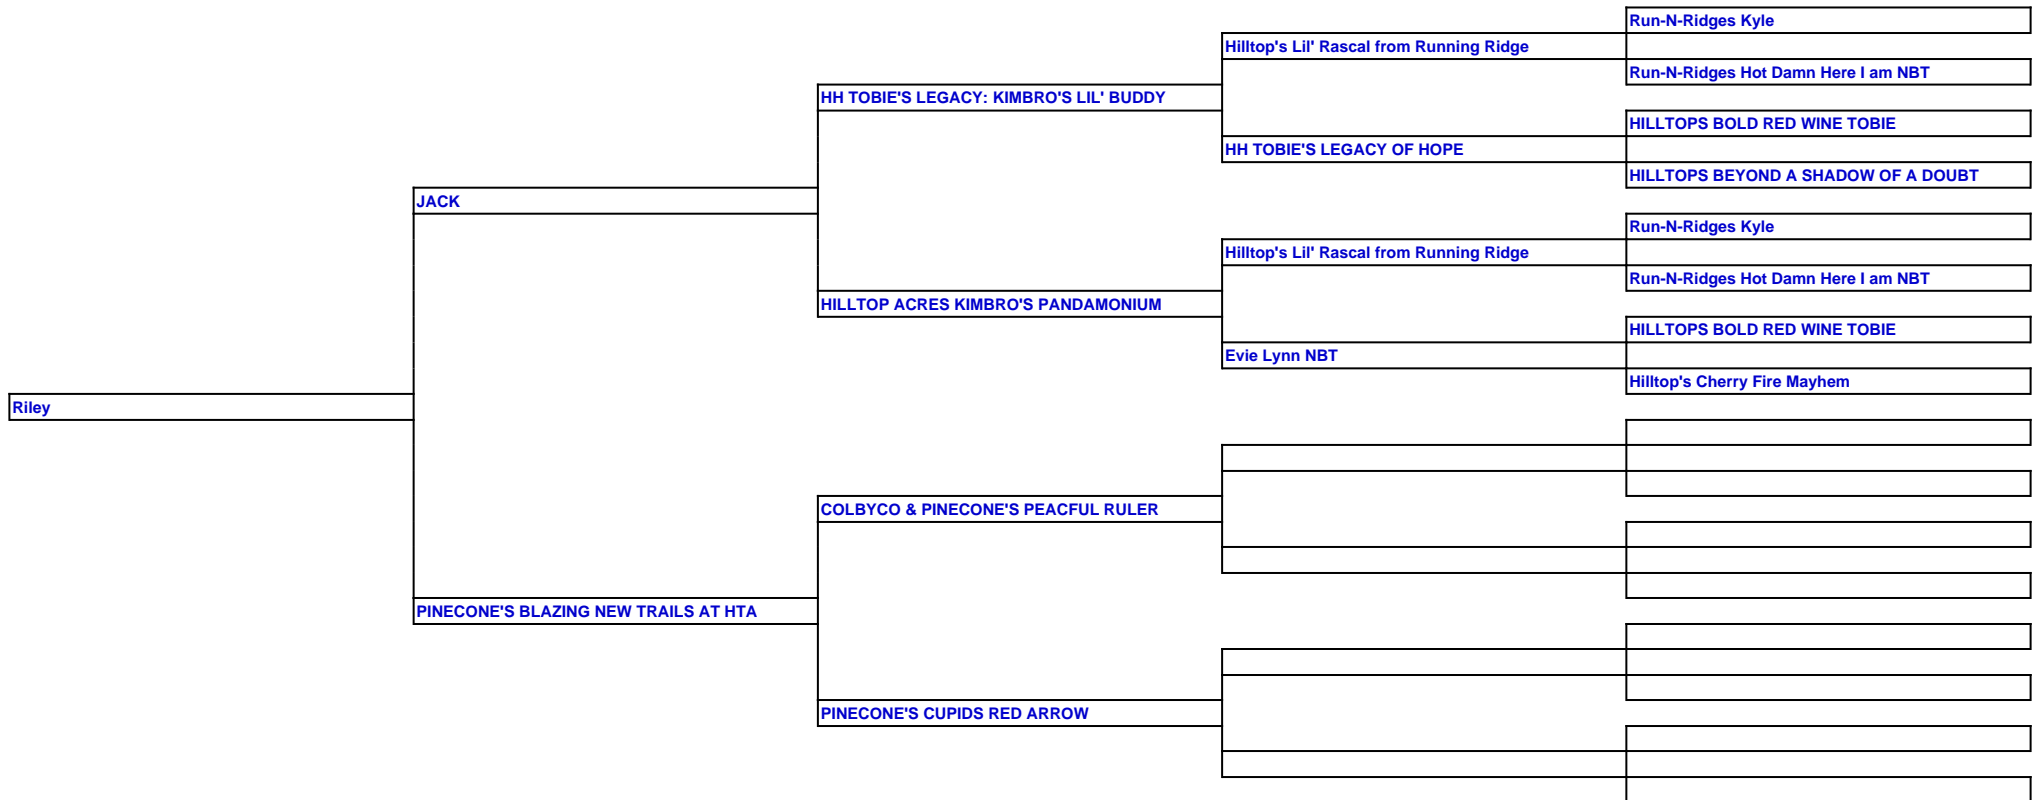 Run-N-Ridges Kyle
Hilltop's Lil' Rascal from Running Ridge
Run-N-Ridges Hot Damn Here I am NBT
HH TOBIE'S LEGACY: KIMBRO'S LIL' BUDDY
HILLTOPS BOLD RED WINE TOBIE
HH TOBIE'S LEGACY OF HOPE
HILLTOPS BEYOND A SHADOW OF A DOUBT
JACK
Run-N-Ridges Kyle
Hilltop's Lil' Rascal from Running Ridge
Run-N-Ridges Hot Damn Here I am NBT
HILLTOP ACRES KIMBRO'S PANDAMONIUM
HILLTOPS BOLD RED WINE TOBIE
Evie Lynn NBT
Hilltop's Cherry Fire Mayhem
Riley
COLBYCO & PINECONE'S PEACFUL RULER
PINECONE'S BLAZING NEW TRAILS AT HTA
PINECONE'S CUPIDS RED ARROW